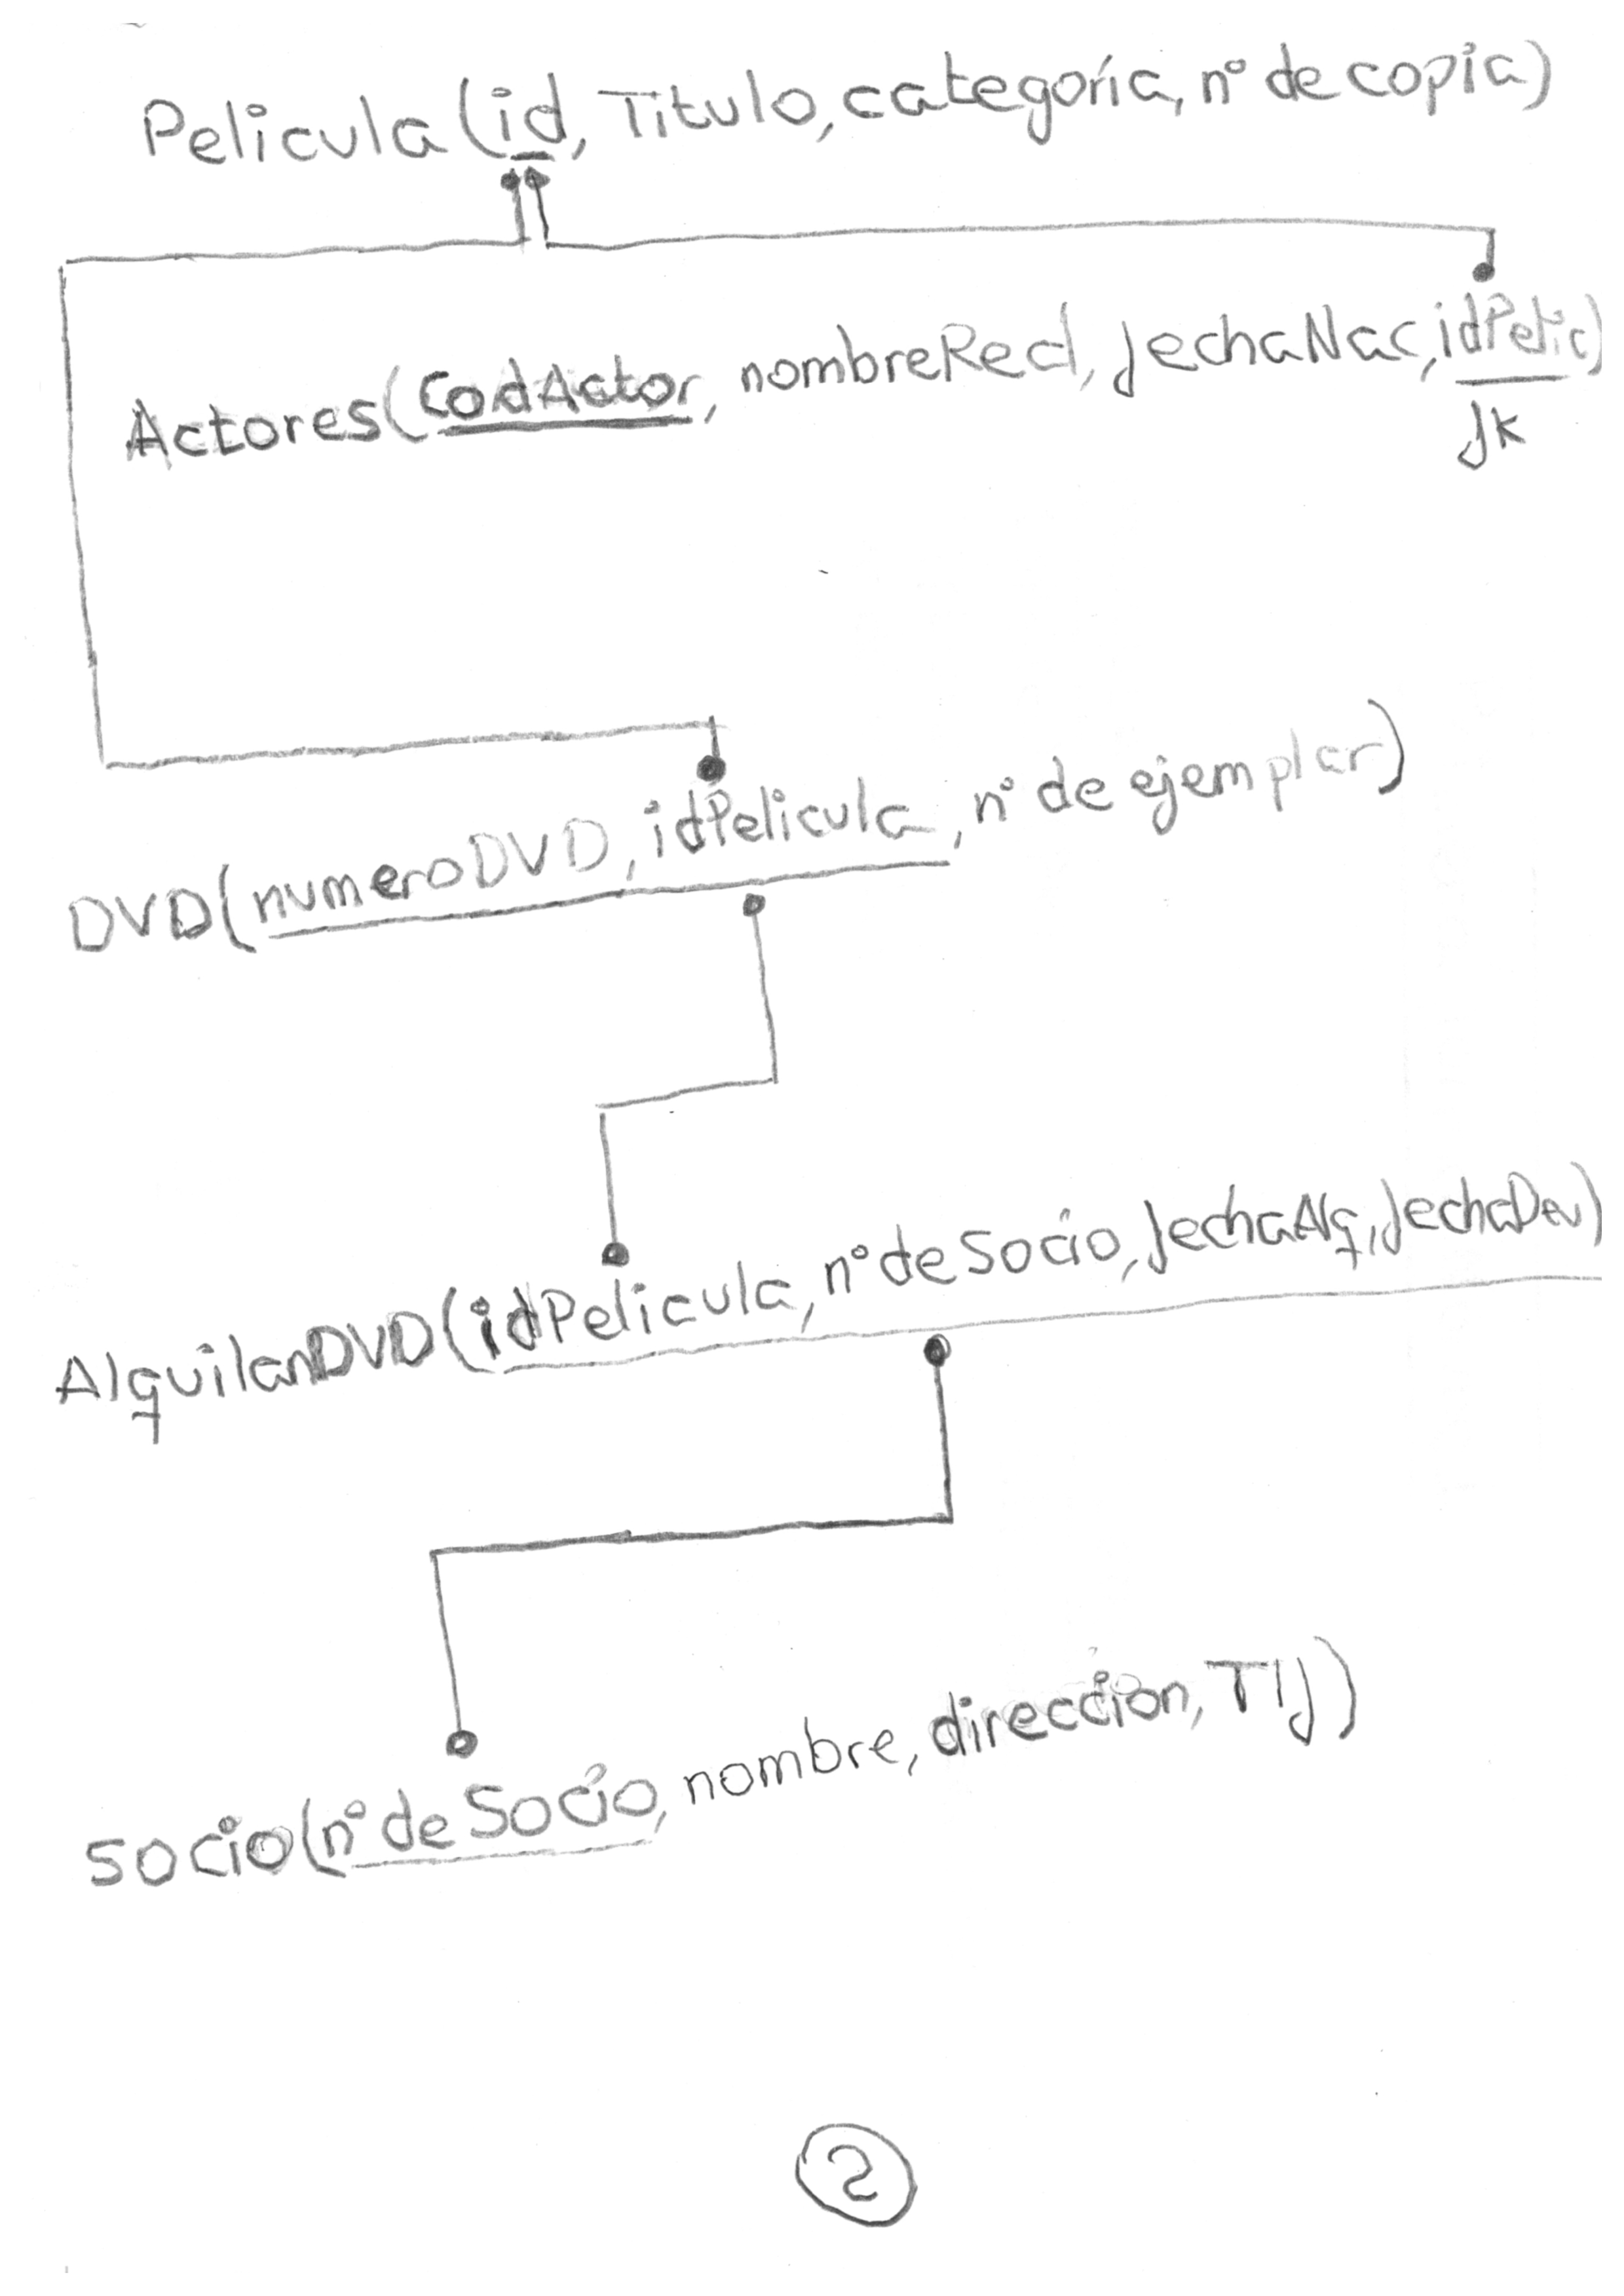 Pelicula (id, Titulo, categoría, nº de copia)
Actores (CodActor, nombreReal, fechaNac, idPelic)
fk
DVD (numeroDVD, idPelicula, nº de ejemplar)
AlquilanDVD (idPelicula, nº de Socio, fechaAlq, fechaDev)
Socio (nº de Socio, nombre, dirección, Tlf)
2